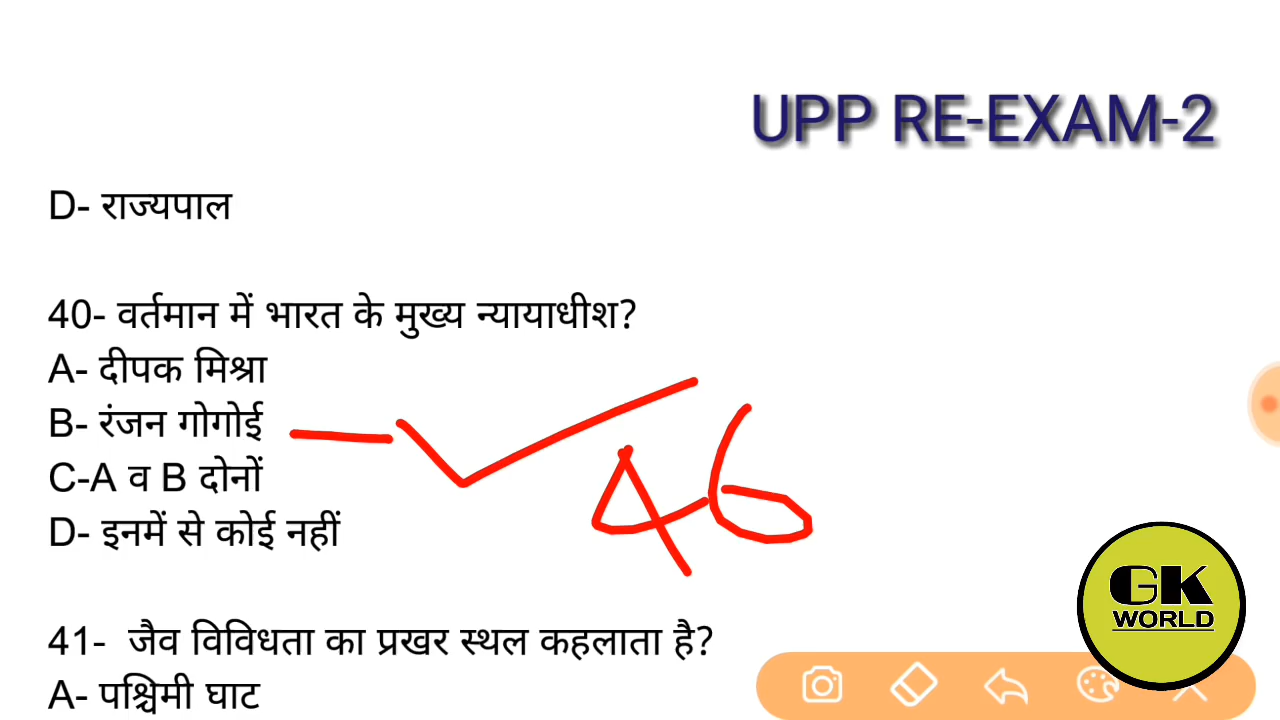 UPP RE-EXAM-2
D- राज्यपाल
40- वर्तमान में भारत के मुख्य न्यायाधीश?
A- दीपक मिश्रा
B- रंजन गोगोई
C-A व B दोनों
46
D- इनमें से कोई नहीं
41- जैव विविधता का प्रखर स्थल कहलाता है?
A- पश्चिमी घाट
GK
WORLD